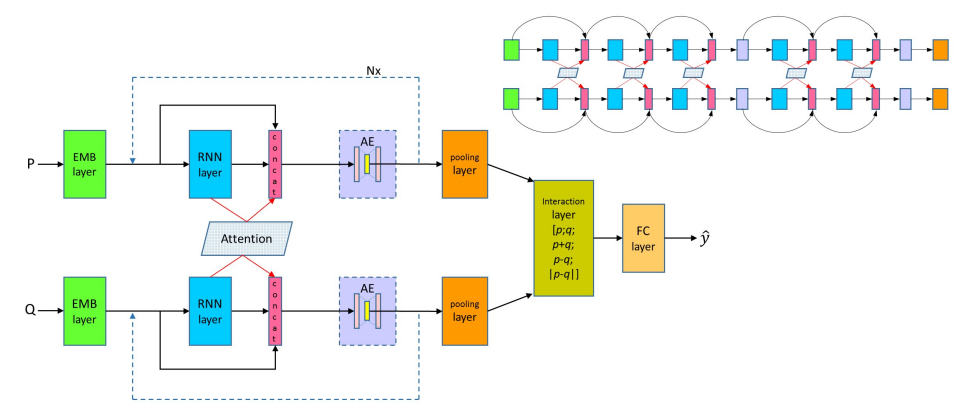 Nx
P
EMB
layer
RNN
layer
concat
AE
pooling
layer
Attention
Interaction
layer
[p;q;
p+q;
p-q;
|p-q|]
FC
layer
ŷ
Q
EMB
layer
RNN
layer
concat
AE
pooling
layer